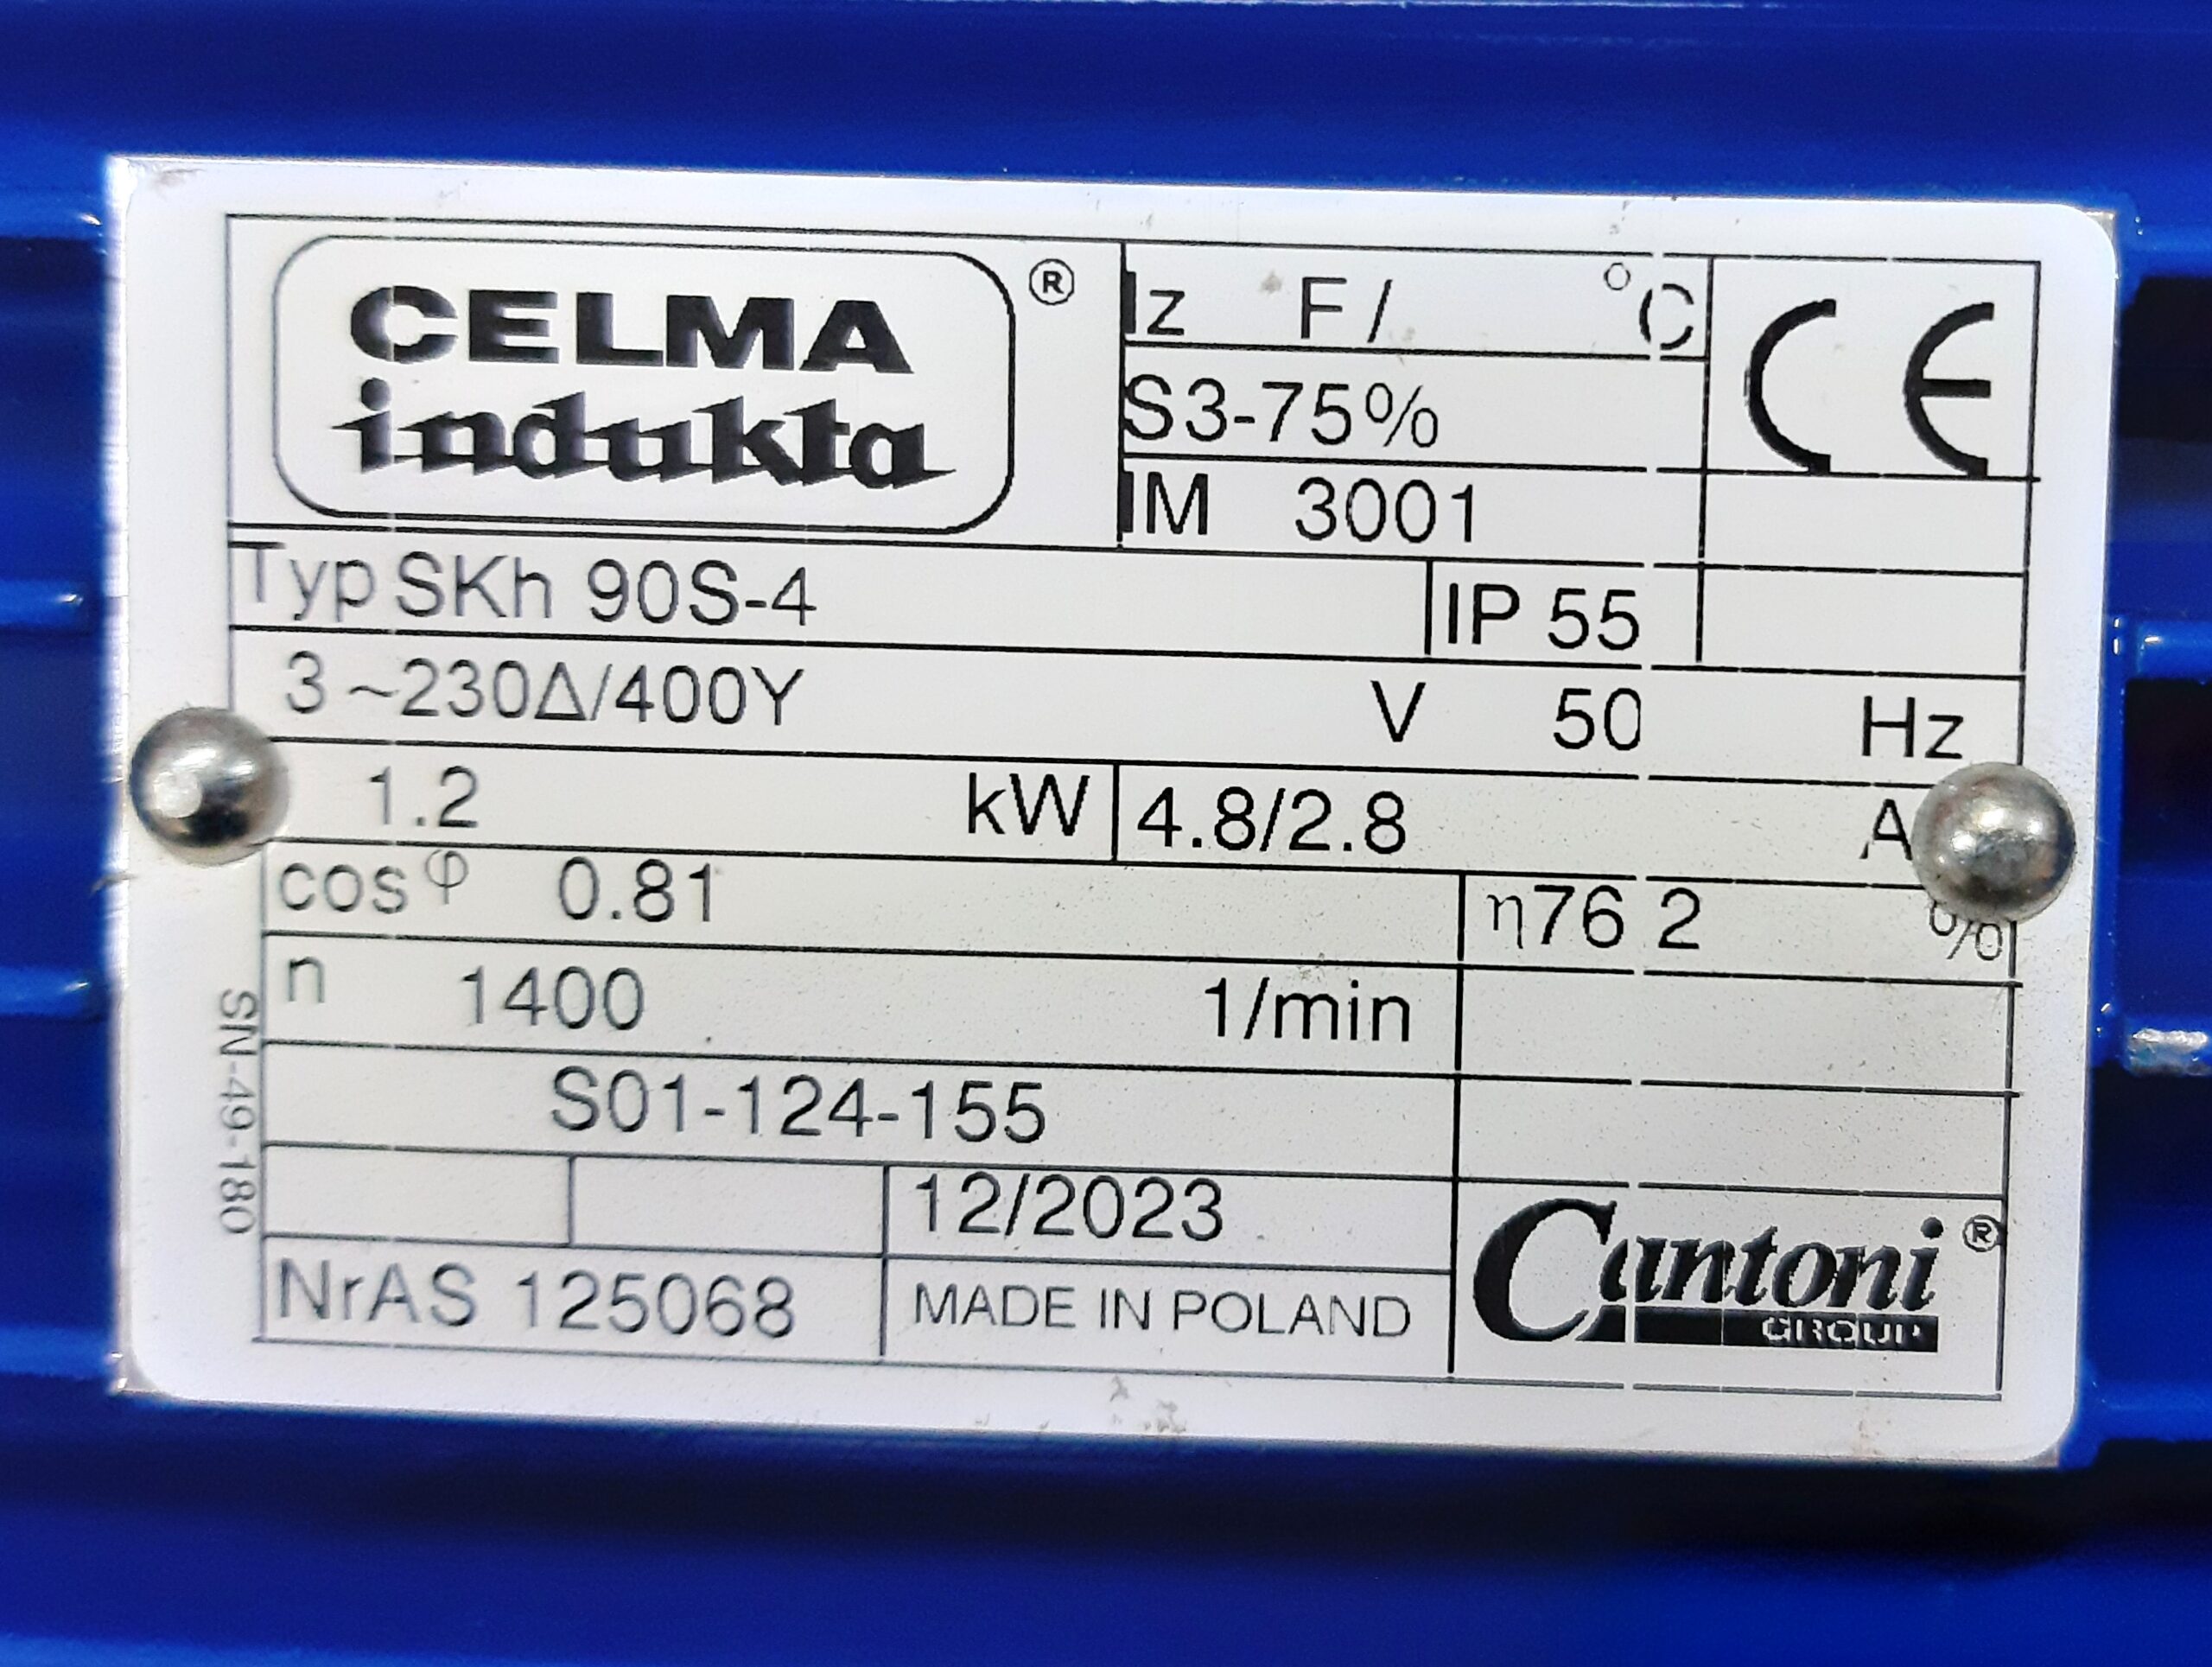 CELMA ®
indukta
Iz F/ °C
CE
S3-75%
IM 3001
Typ SKh 90S-4 IP 55
3~230Δ/400Y V 50 Hz
1.2 kW 4.8/2.8 A
cos φ 0.81 η76 2 %
n 1400 1/min
S01-124-155
12/2023
NrAS 125068 MADE IN POLAND
Cantoni ®
GROUP
SN-49-180